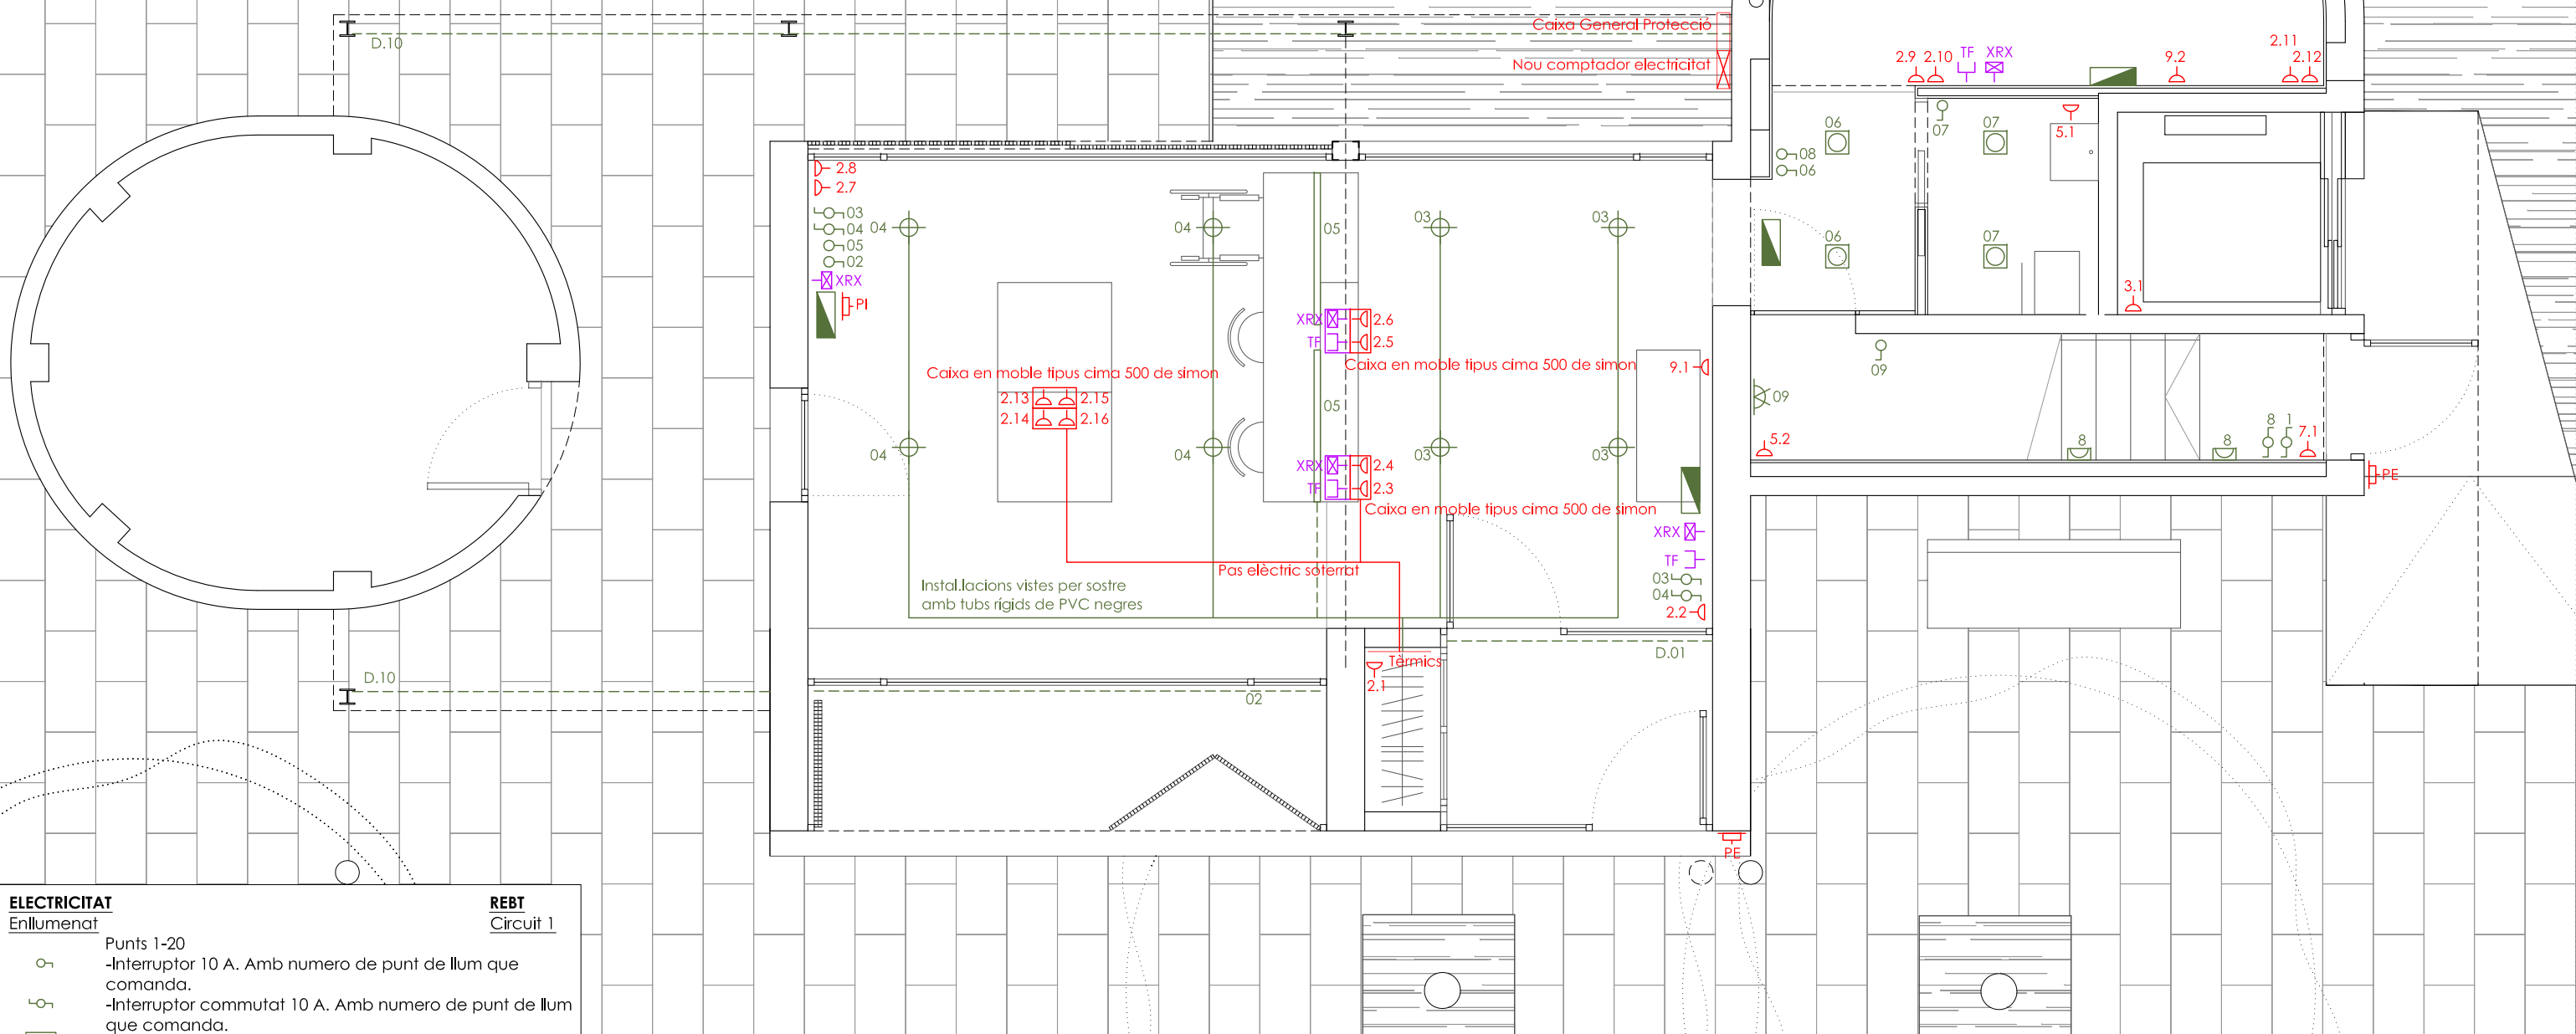 D.10
Caixa General Protecció
Nou comptador electricitat
2.9
2.10
TF
XRX
9.2
2.11
2.12
06
07
07
5.1
08
06
2.8
2.7
03
04
05
02
XRX
PI
04
04
05
03
03
06
07
3.1
XRX
2.6
TF
2.5
Caixa en moble tipus cima 500 de simon
Caixa en moble tipus cima 500 de simon
9.1
09
2.13
2.15
2.14
2.16
05
09
04
04
03
03
XRX
2.4
TF
2.3
Caixa en moble tipus cima 500 de simon
5.2
8
8
8
1
7.1
PE
XRX
TF
Pas elèctric soterrat
03
04
2.2
Instal.lacions vistes per sostre
amb tubs rígids de PVC negres
Tèrmics
2.1
D.01
D.10
02
PE
ELECTRICITAT
REBT
Enllumenat
Circuit 1
Punts 1-20
-Interruptor 10 A. Amb numero de punt de llum que
comanda.
-Interruptor commutat 10 A. Amb numero de punt de llum
que comanda.